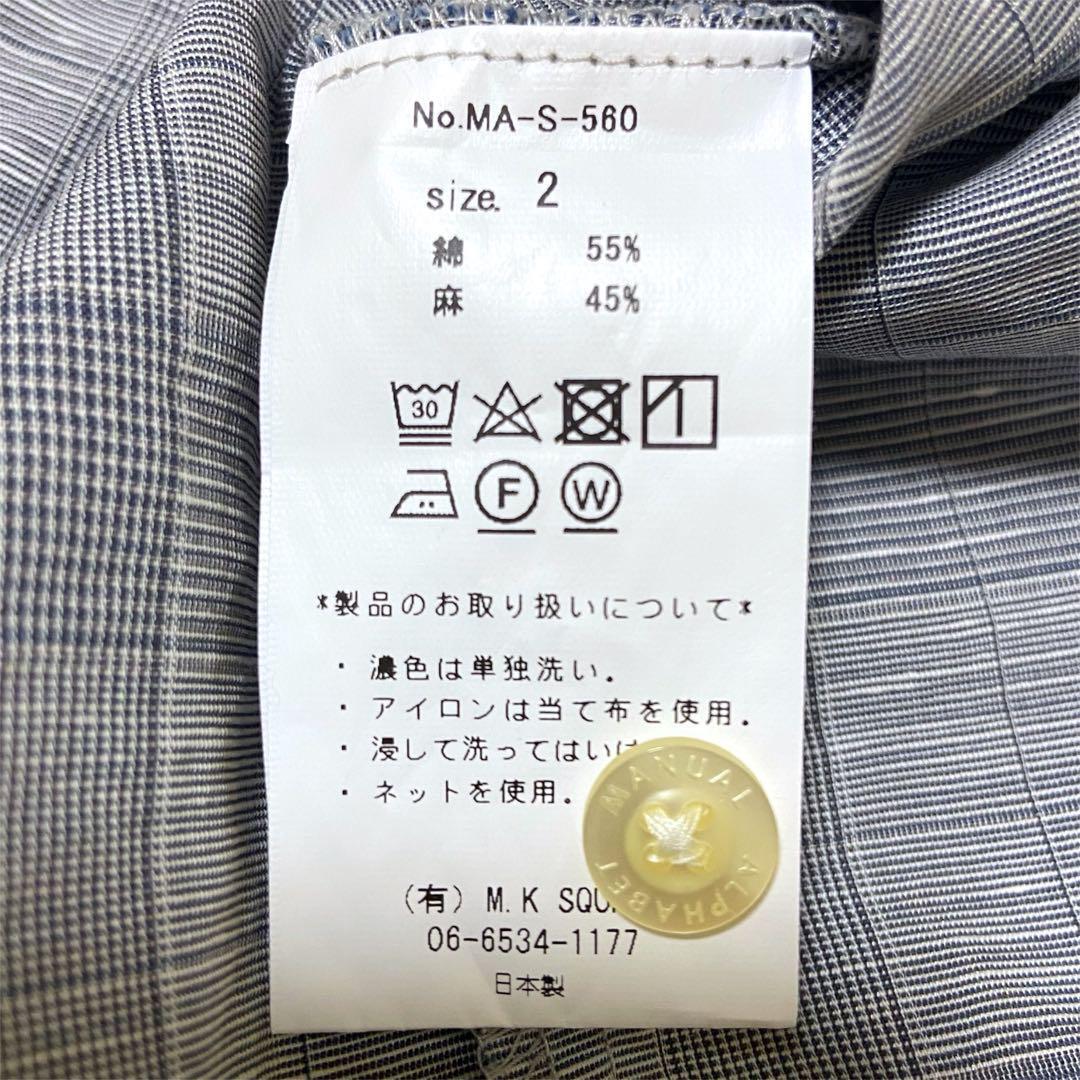 No.MA-S-560
size. 2
綿 55%
麻 45%
30
F W
*製品のお取り扱いについて*
・濃色は単独洗い.
・アイロンは当て布を使用.
・浸して洗ってはい
・ネットを使用.
MANUAL ALPHABET
(有) M.K SQU
06-6534-1177
日本製